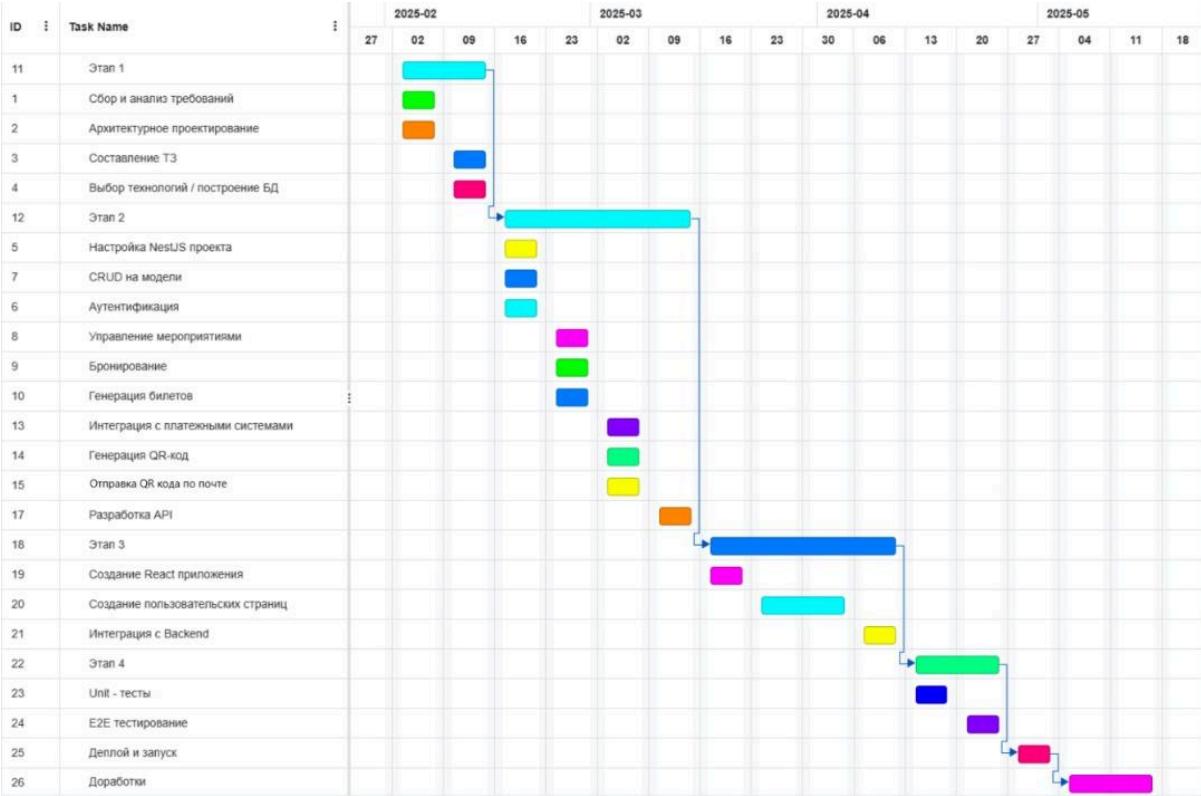 ID Task Name 2025-02 2025-03 2025-04 2025-05
27 02 09 16 23 02 09 16 23 30 06 13 20 27 04 11 18
11 Этап 1
1 Сбор и анализ требований
2 Архитектурное проектирование
3 Составление ТЗ
4 Выбор технологий / построение БД
12 Этап 2
5 Настройка NestJS проекта
7 CRUD на модели
6 Аутентификация
8 Управление мероприятиями
9 Бронирование
10 Генерация билетов
13 Интеграция с платежными системами
14 Генерация QR-код
15 Отправка QR кода по почте
17 Разработка API
18 Этап 3
19 Создание React приложения
20 Создание пользовательских страниц
21 Интеграция с Backend
22 Этап 4
23 Unit - тесты
24 E2E тестирование
25 Деплой и запуск
26 Доработки